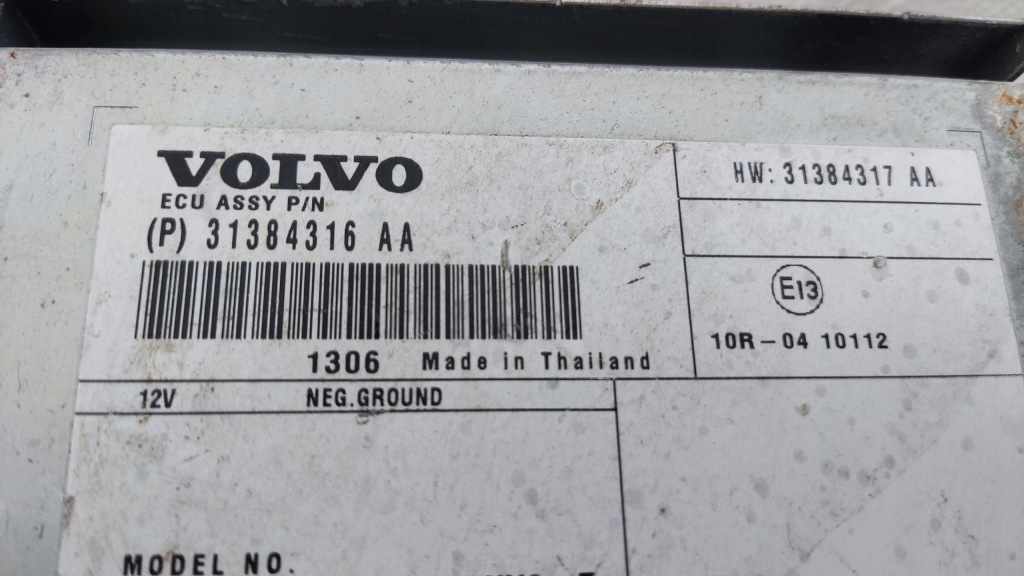 VOLVO
ECU ASSY P/N
(P) 31384316 AA
1306 Made in Thailand
12V NEG.GROUND
MODEL NO.
HW: 31384317 AA
E13
10R-04 10112